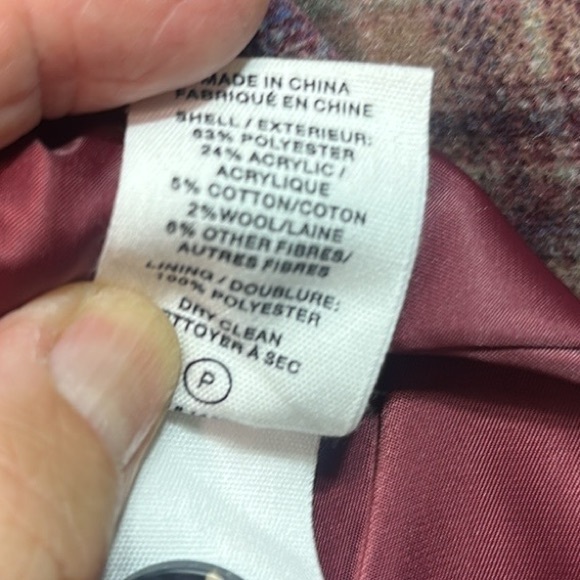 MADE IN CHINA
FABRIQUÉ EN CHINE
SHELL / EXTERIEUR:
63% POLYESTER
24% ACRYLIC /
ACRYLIQUE
5% COTTON/COTON
2% WOOL/LAINE
6% OTHER FIBRES/
AUTRES FIBRES
LINING / DOUBLURE:
100% POLYESTER
DRY CLEAN
TTOYER À SEC
P